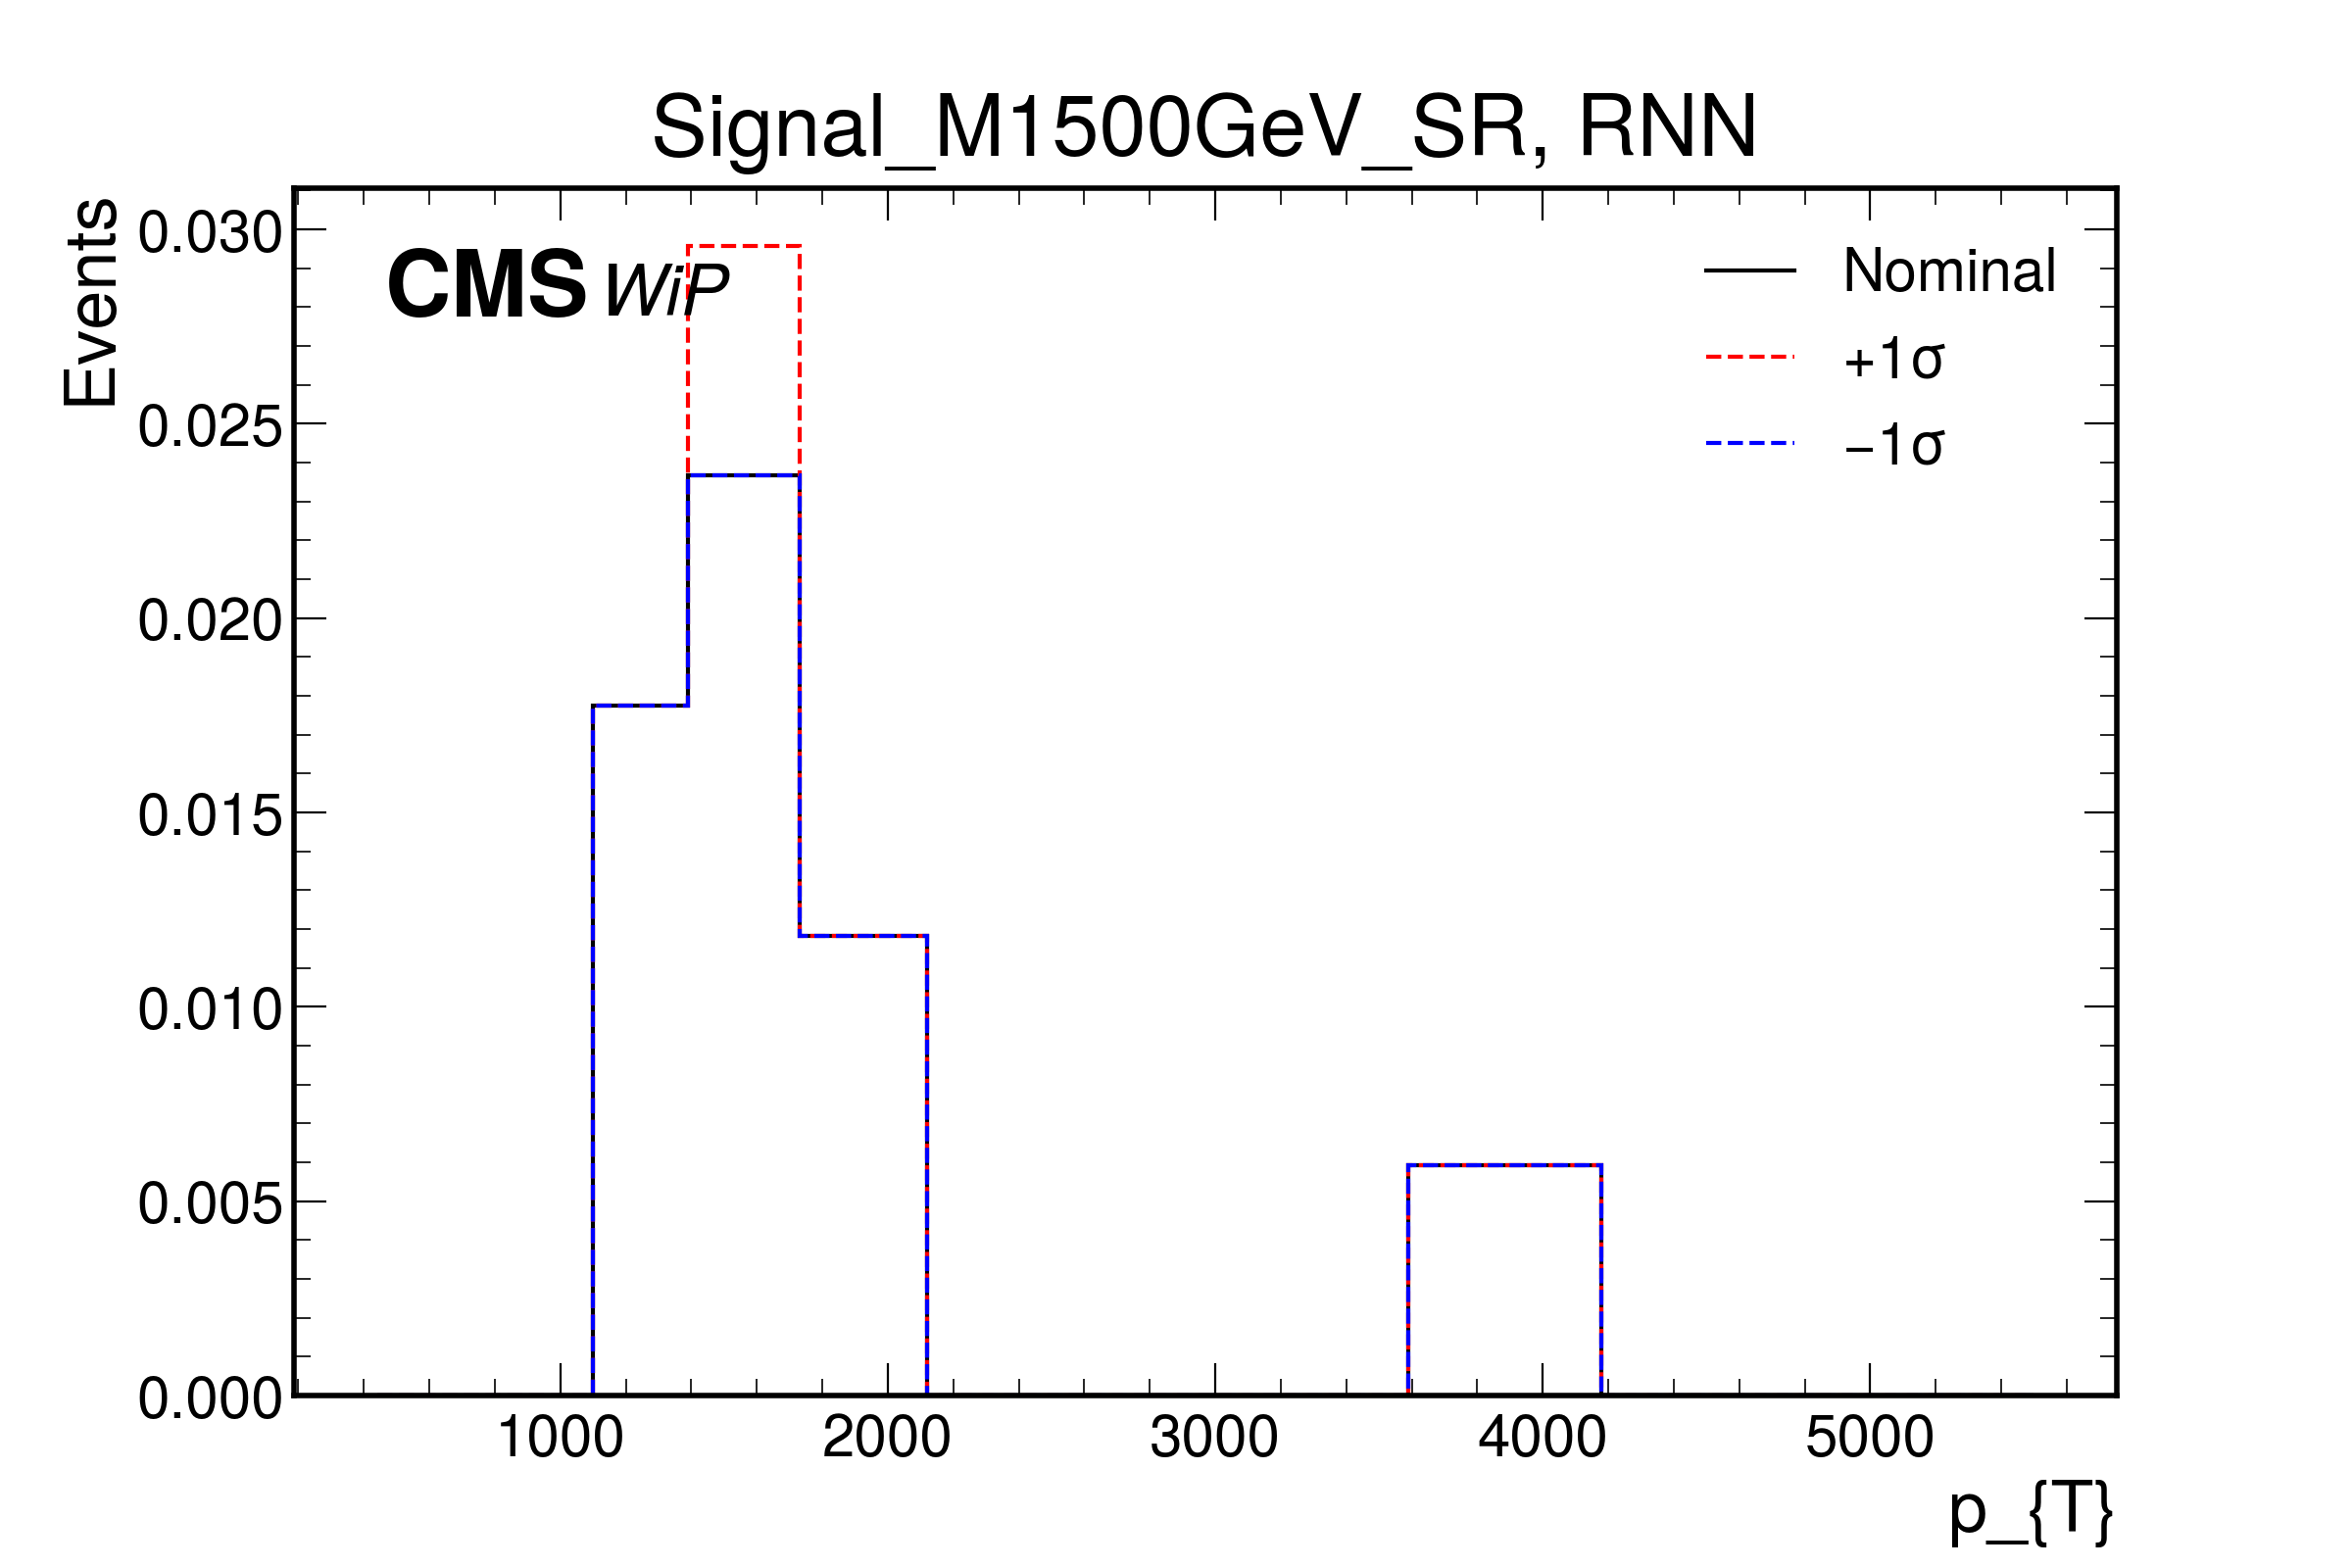 Signal_M1500GeV_SR, RNN
Events
CMS WiP
Nominal
+1σ
−1σ
0.030
0.025
0.020
0.015
0.010
0.005
0.000
1000 2000 3000 4000 5000
p_{T}